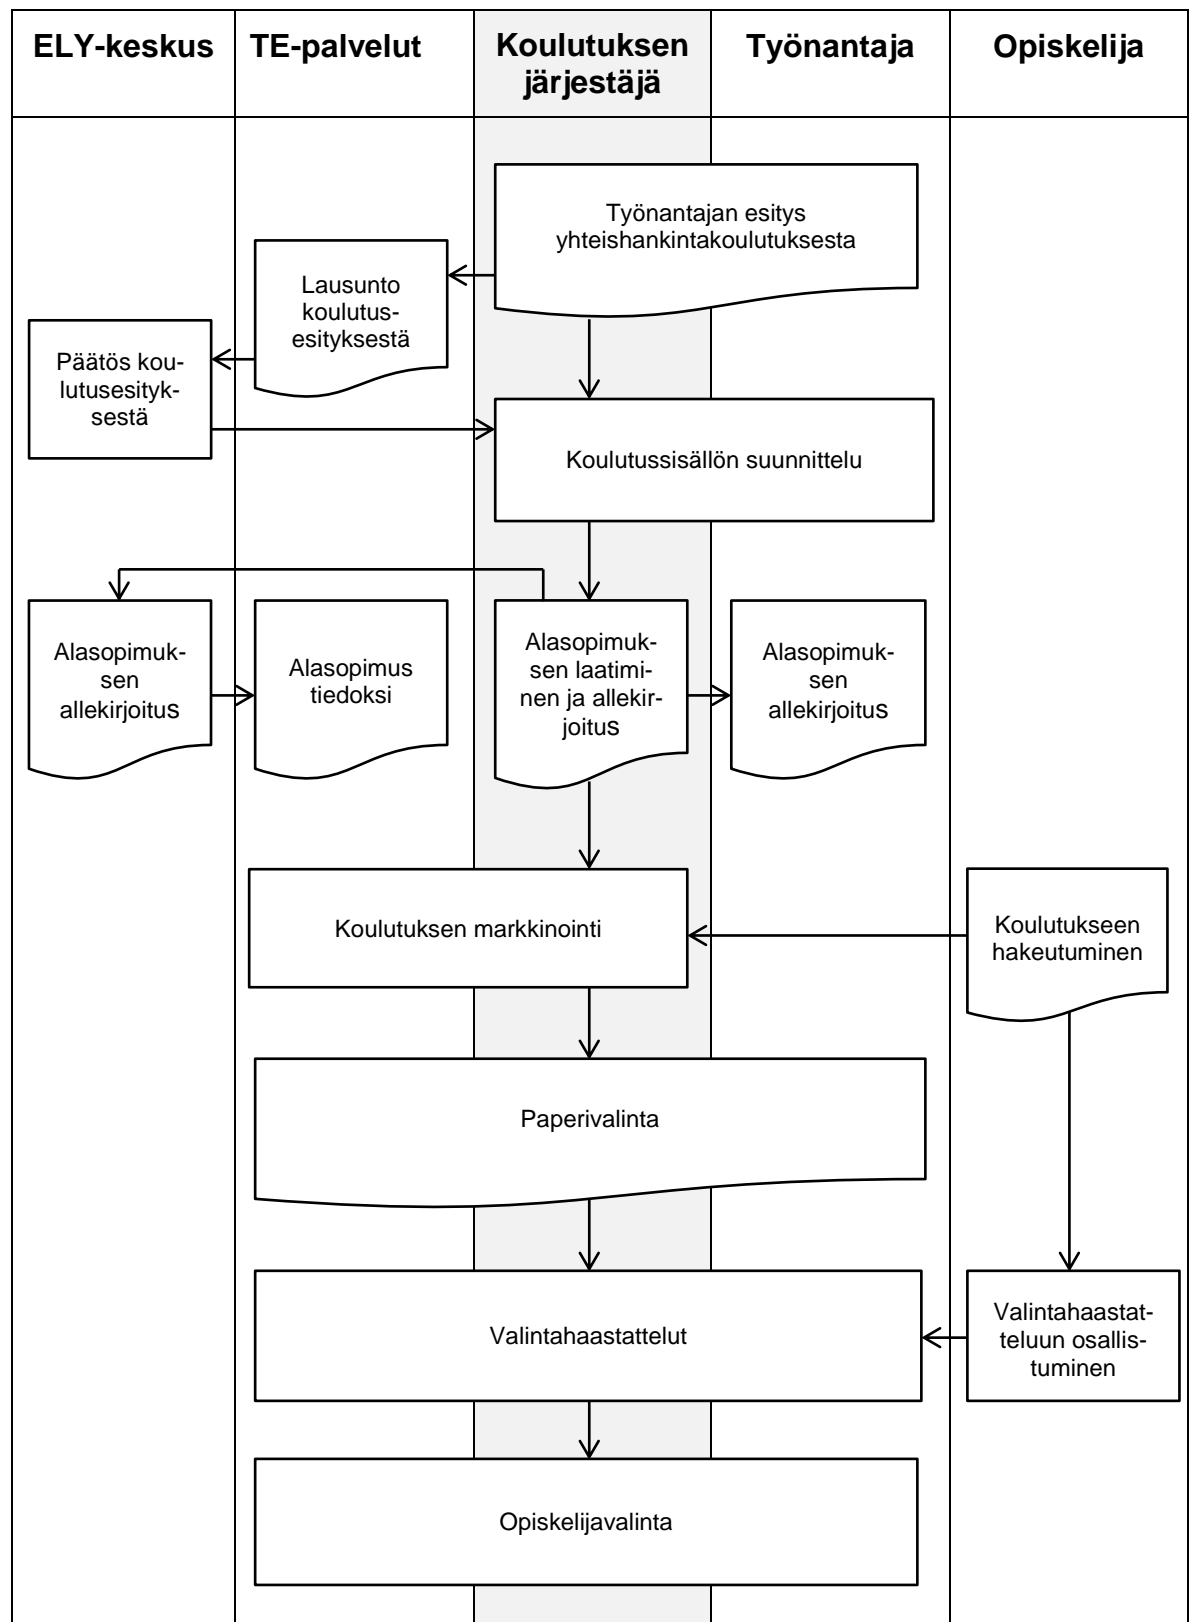 ELY-keskus
TE-palvelut
Koulutuksen
järjestäjä
Työnantaja
Opiskelija
Työnantajan esitys
yhteishankintakoulutuksesta
Lausunto
koulutus-
esityksestä
Päätös kou-
lutusesityk-
sestä
Koulutussisällön suunnittelu
Alasopimuk-
sen
allekirjoitus
Alasopimus
tiedoksi
Alasopimuk-
sen laatimi-
nen ja allekir-
joitus
Alasopimuk-
sen
allekirjoitus
Koulutuksen markkinointi
Koulutukseen
hakeutuminen
Paperivalinta
Valintahaastattelut
Valintahaastat-
teluun osallis-
tuminen
Opiskelijavalinta